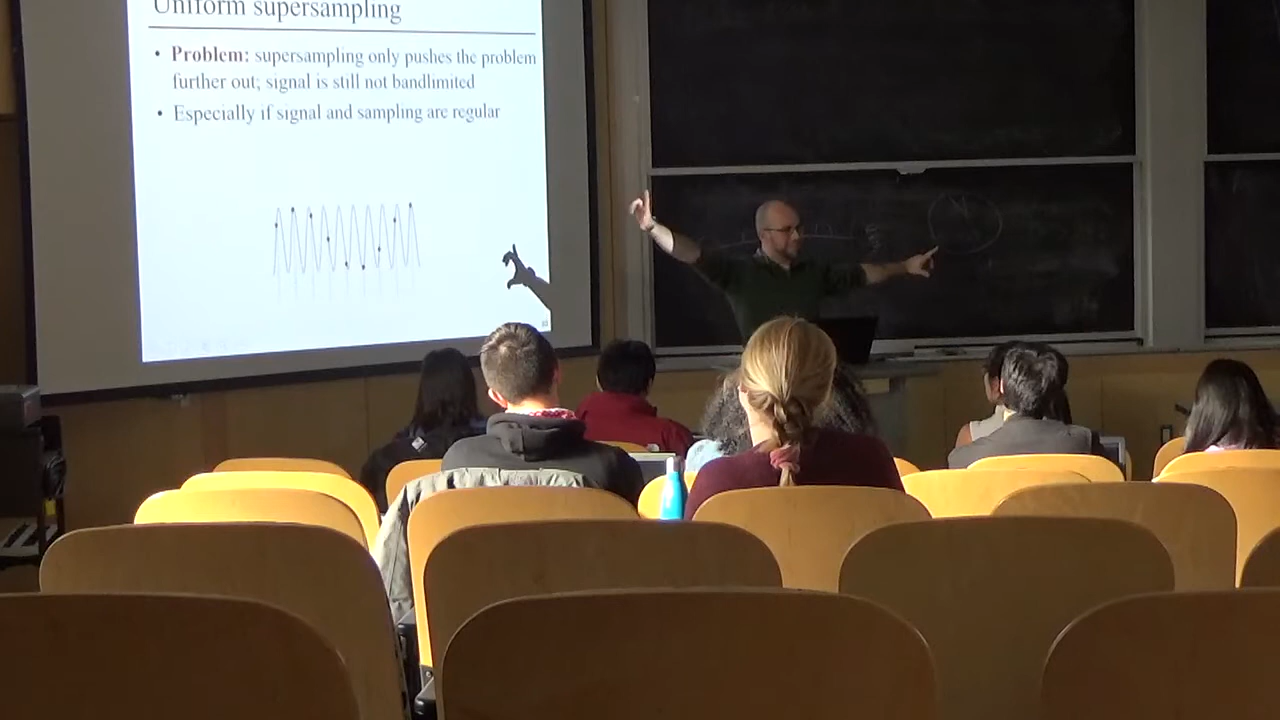 Uniform supersampling
• Problem: supersampling only pushes the problem
further out; signal is still not bandlimited
• Especially if signal and sampling are regular